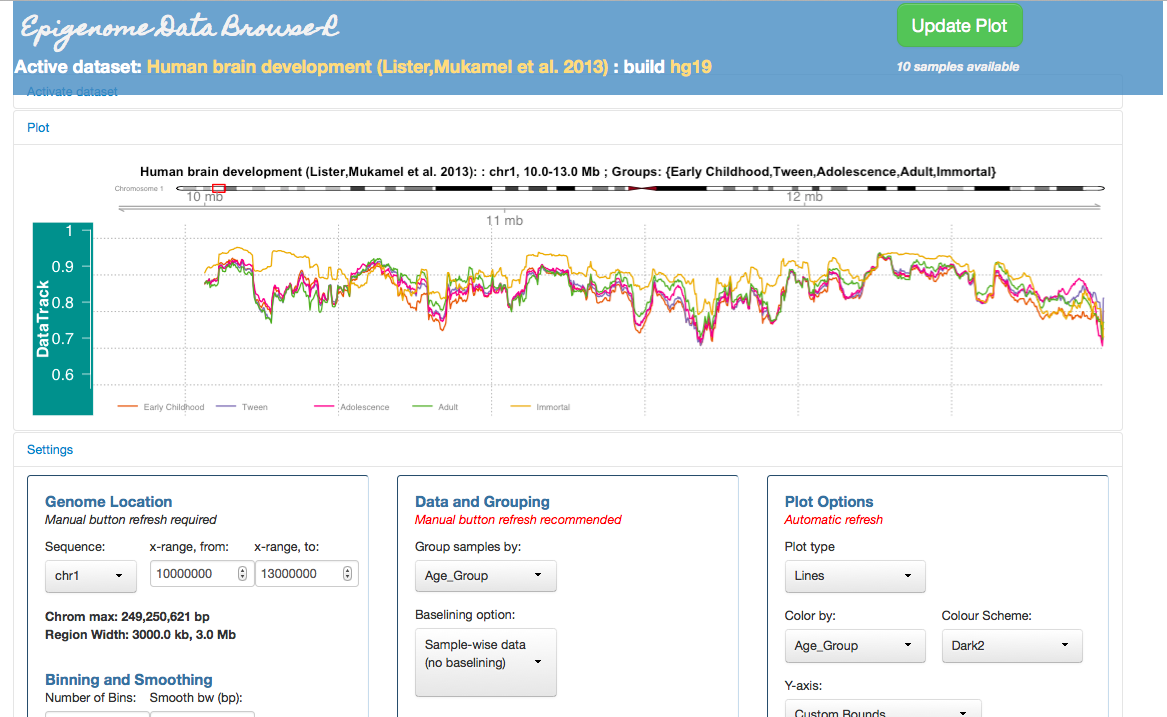 Epigenome Data Browse-R
Update Plot
Active dataset: Human brain development (Lister,Mukamel et al. 2013) : build hg19
10 samples available
Activate dataset
Plot
Human brain development (Lister,Mukamel et al. 2013): : chr1, 10.0-13.0 Mb ; Groups: {Early Childhood,Tween,Adolescence,Adult,Immortal}
Chromosome 1
10 mb
12 mb
11 mb
DataTrack
1
0.9
0.8
0.7
0.6
Early Childhood
Tween
Adolescence
Adult
Immortal
Settings
Genome Location
Manual button refresh required
Sequence: x-range, from: x-range, to:
chr1 10000000 13000000
Chrom max: 249,250,621 bp
Region Width: 3000.0 kb, 3.0 Mb
Binning and Smoothing
Number of Bins: Smooth bw (bp):
Data and Grouping
Manual button refresh recommended
Group samples by:
Age_Group
Baselining option:
Sample-wise data
(no baselining)
Plot Options
Automatic refresh
Plot type
Lines
Color by: Colour Scheme:
Age_Group Dark2
Y-axis:
Custom Bounds